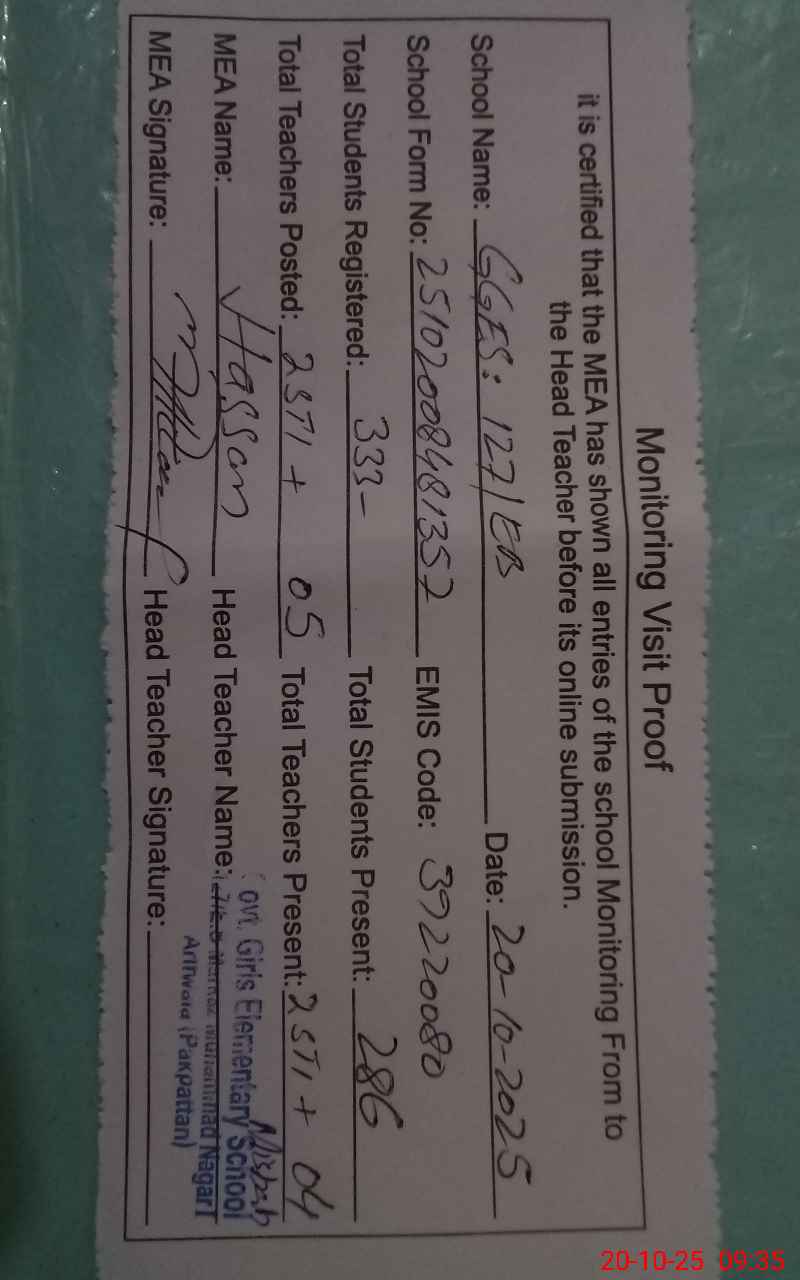 Monitoring Visit Proof
it is certified that the MEA has shown all entries of the school Monitoring From to
the Head Teacher before its online submission.
School Name: GGES: 127/EB Date: 20-10-2025
School Form No: 25102008481357 EMIS Code: 39220080
Total Students Registered: 333- Total Students Present: 286
Total Teachers Posted: 2STI + 05 Total Teachers Present: 2STI + 04
MEA Name: Hassan Head Teacher Name: Misbah
Govt. Girls Elementary School
Muhammad Nagar
Arifwala (Pakpattan)
MEA Signature: Head Teacher Signature:
20-10-25 09:35